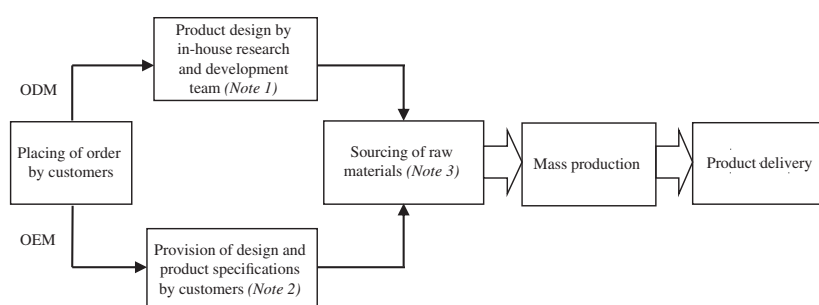 Product design by
in-house research
and development
team (Note 1)
ODM
Placing of order
by customers
Sourcing of raw
materials (Note 3)
Mass production
Product delivery
OEM
Provision of design and
product specifications
by customers (Note 2)